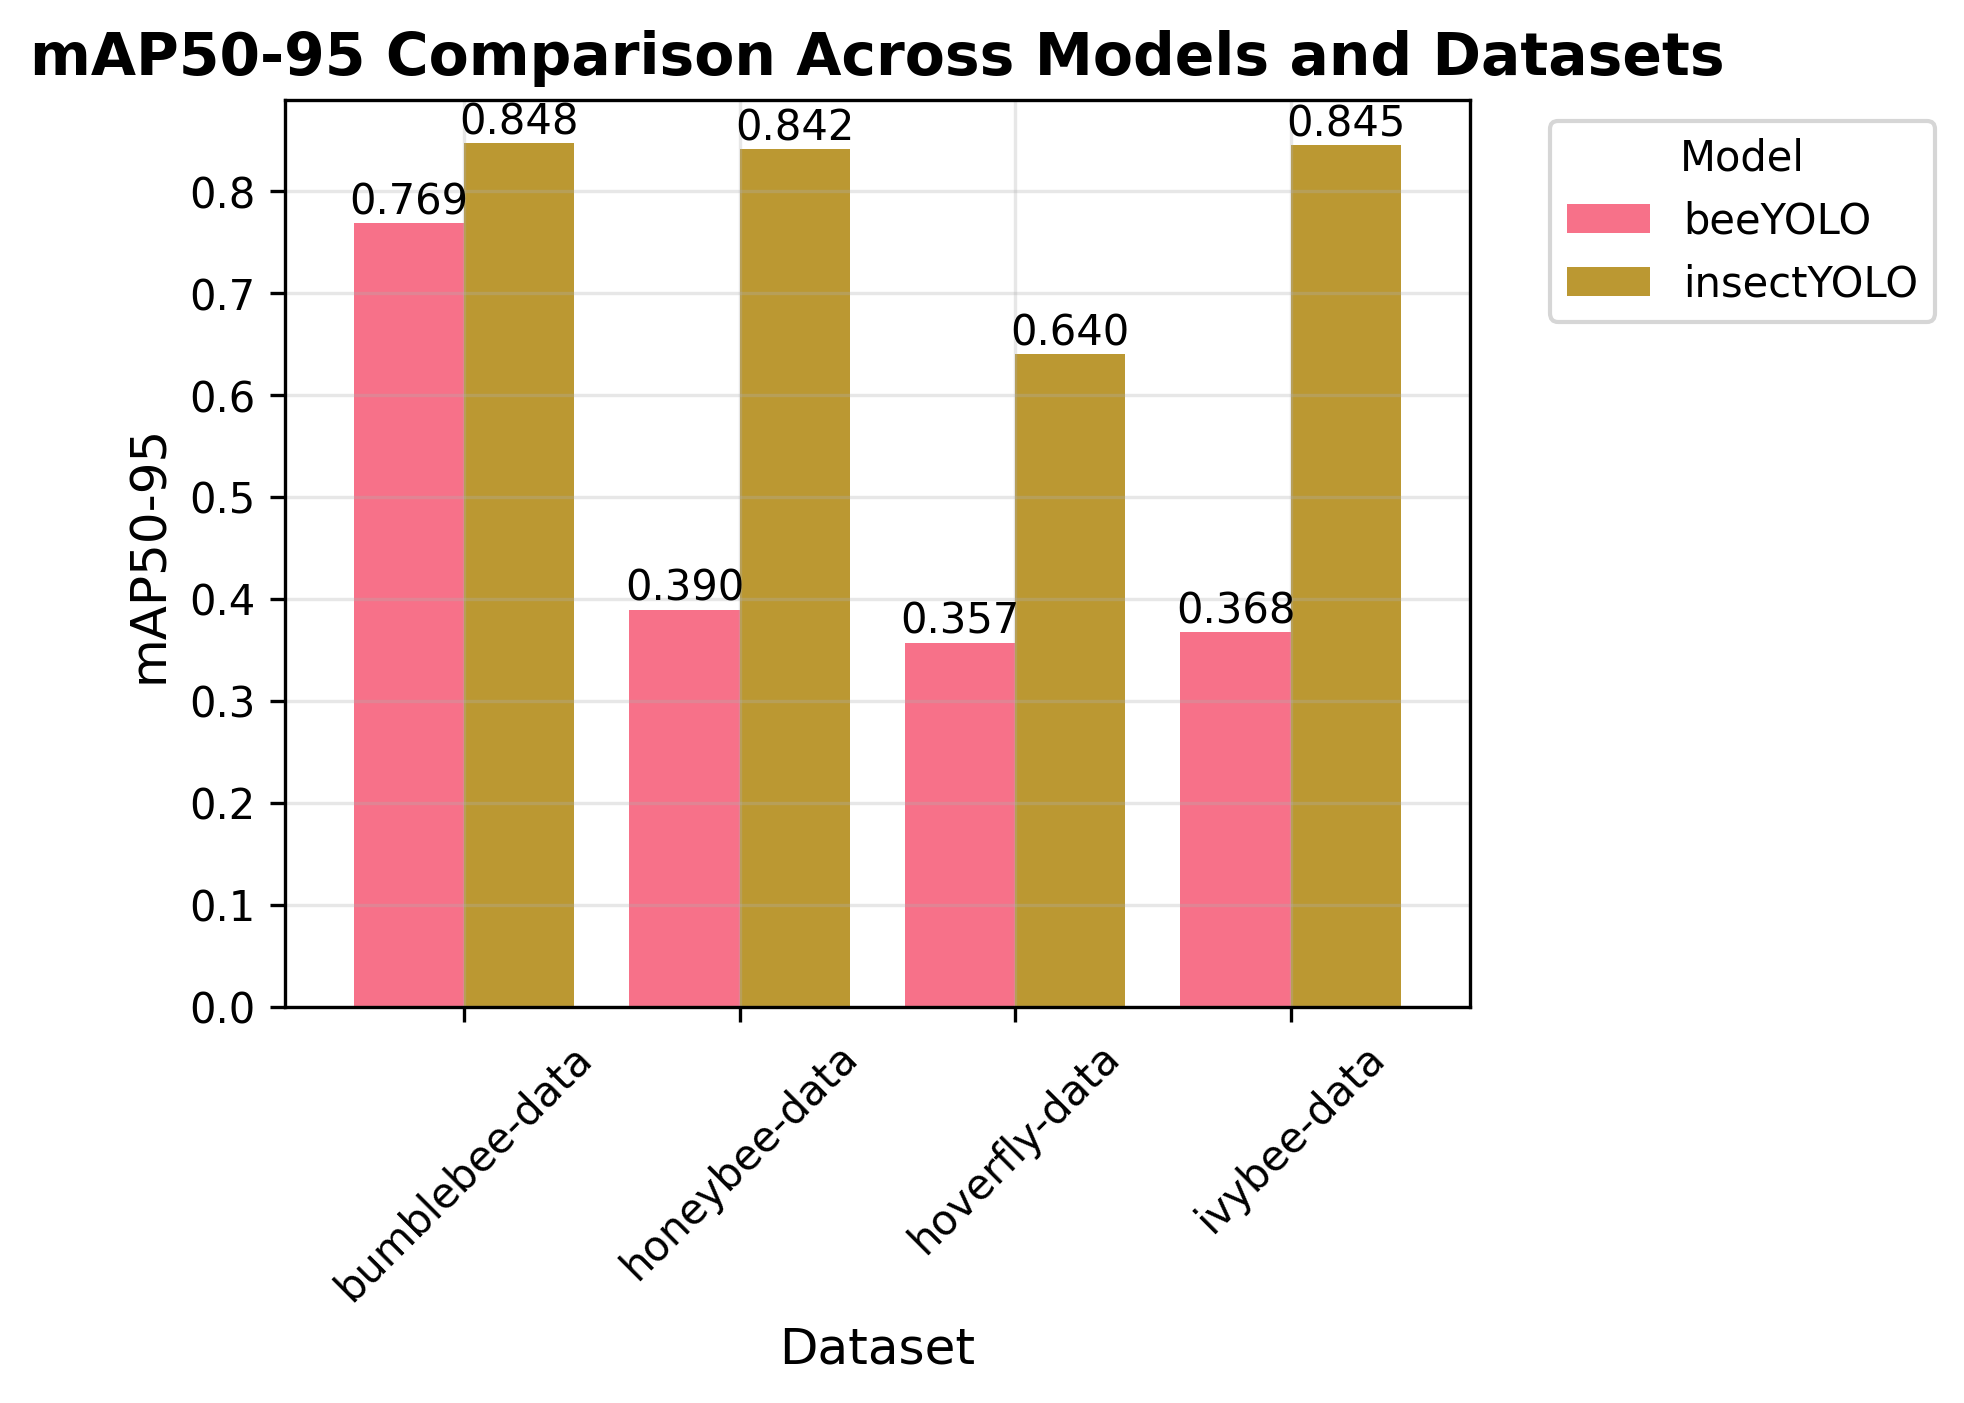 mAP50-95 Comparison Across Models and Datasets
0.848
0.842
0.845
0.769
0.640
0.390
0.357
0.368
Model
beeYOLO
insectYOLO
mAP50-95
0.8
0.7
0.6
0.5
0.4
0.3
0.2
0.1
0.0
bumblebee-data
honeybee-data
hoverfly-data
ivybee-data
Dataset